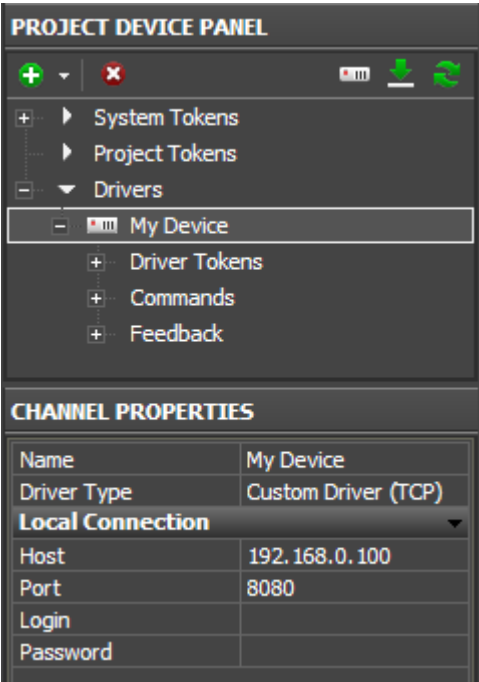 PROJECT DEVICE PANEL
System Tokens
Project Tokens
Drivers
My Device
Driver Tokens
Commands
Feedback
CHANNEL PROPERTIES
Name My Device
Driver Type Custom Driver (TCP)
Local Connection
Host 192.168.0.100
Port 8080
Login
Password